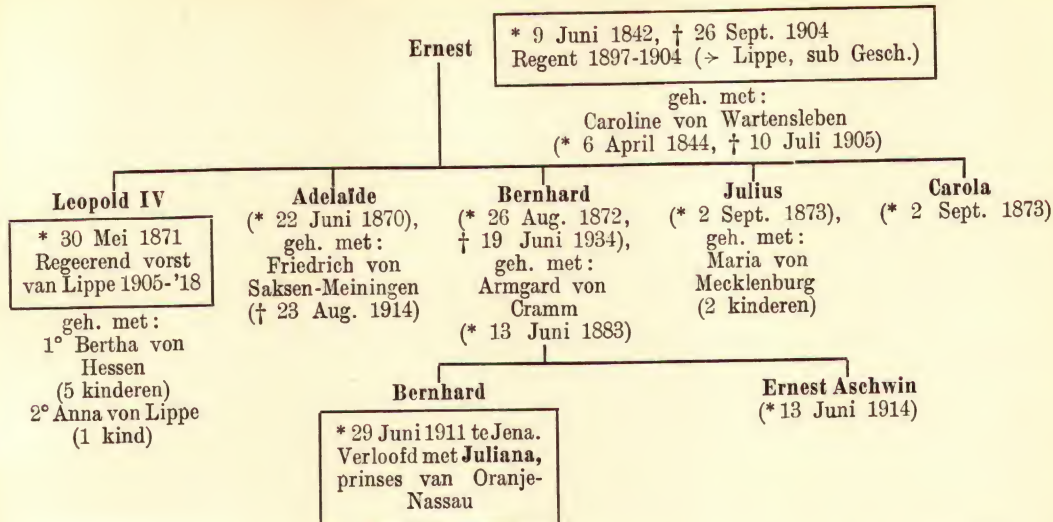 Ernest
* 9 Juni 1842, † 26 Sept. 1904
Regent 1897-1904 (→ Lippe, sub Gesch.)
geh. met:
Caroline von Wartensleben
(* 6 April 1844, † 10 Juli 1905)
Leopold IV
* 30 Mei 1871
Regeerend vorst
van Lippe 1905-'18
geh. met:
1° Bertha von
Hessen
(5 kinderen)
2° Anna von Lippe
(1 kind)
Adelaïde
(* 22 Juni 1870),
geh. met:
Friedrich von
Saksen-Meiningen
(† 23 Aug. 1914)
Bernhard
(* 26 Aug. 1872,
† 19 Juni 1934),
geh. met:
Armgard von
Cramm
(* 13 Juni 1883)
Julius
(* 2 Sept. 1873),
geh. met:
Maria von
Mecklenburg
(2 kinderen)
Carola
(* 2 Sept. 1873)
Bernhard
* 29 Juni 1911 te Jena.
Verloofd met Juliana,
prinses van Oranje-
Nassau
Ernest Aschwin
(* 13 Juni 1914)